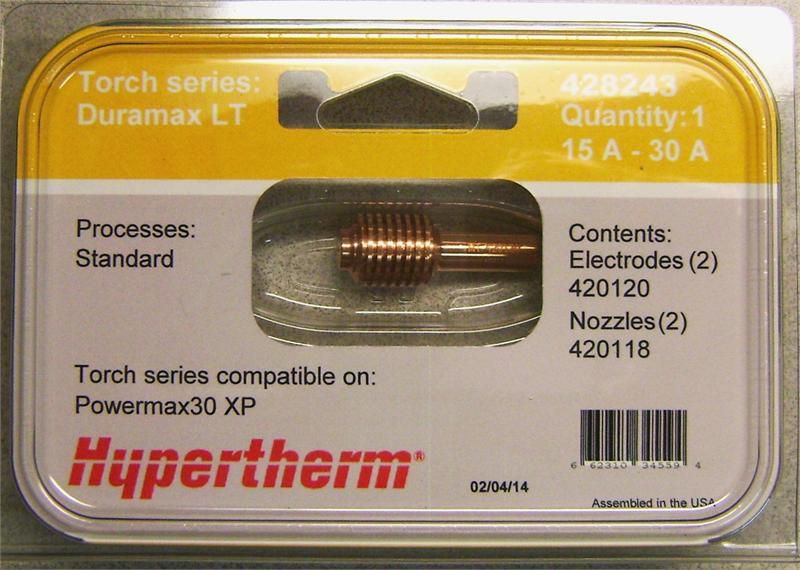 Torch series:
Duramax LT
428243
Quantity: 1
15 A - 30 A
Processes:
Standard
Contents:
Electrodes (2)
420120
Nozzles (2)
420118
Torch series compatible on:
Powermax30 XP
Hypertherm®
02/04/14
6 62310 34559 4
Assembled in the USA